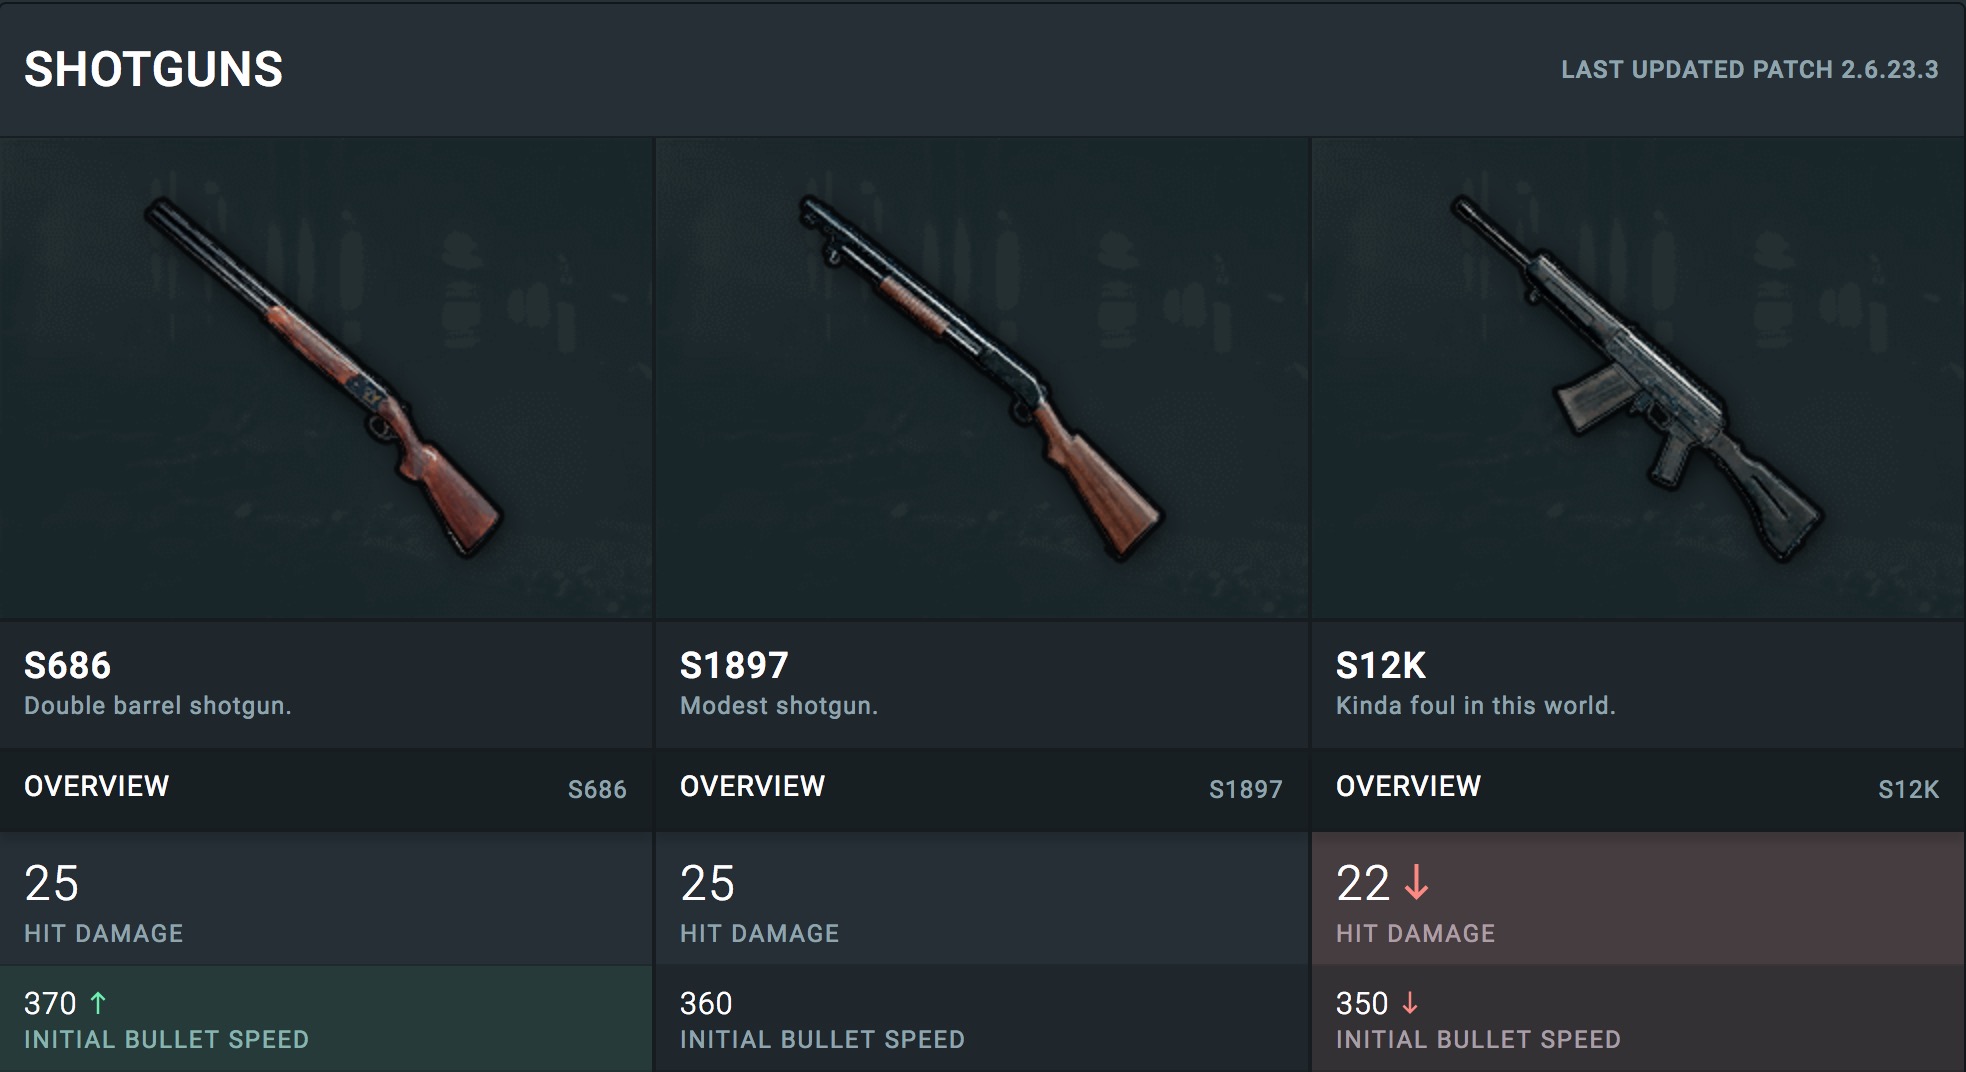 SHOTGUNS
LAST UPDATED PATCH 2.6.23.3
S686
Double barrel shotgun.
S1897
Modest shotgun.
S12K
Kinda foul in this world.
OVERVIEW S686
OVERVIEW S1897
OVERVIEW S12K
25
HIT DAMAGE
25
HIT DAMAGE
22 ↓
HIT DAMAGE
370 ↑
INITIAL BULLET SPEED
360
INITIAL BULLET SPEED
350 ↓
INITIAL BULLET SPEED